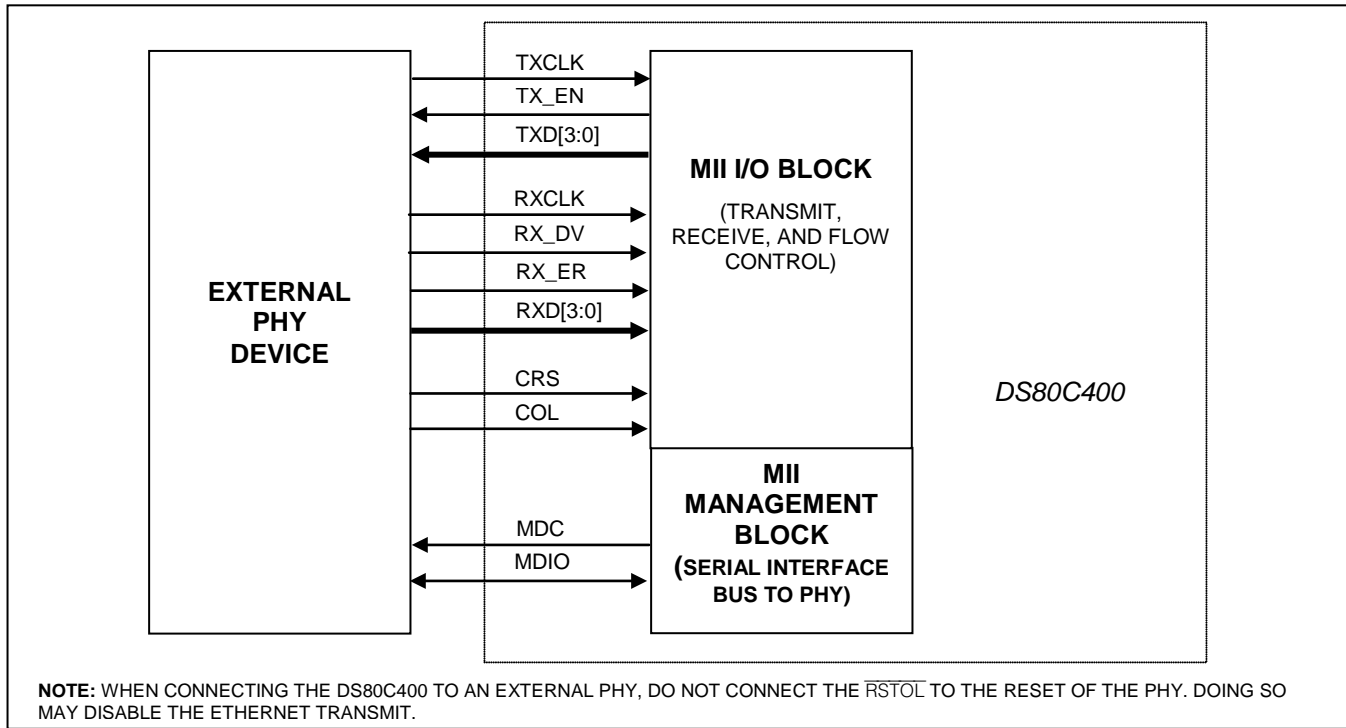 TXCLK
TX_EN
TXD[3:0]
RXCLK
RX_DV
RX_ER
RXD[3:0]
CRS
COL
MDC
MDIO
EXTERNAL
PHY
DEVICE
MII I/O BLOCK
(TRANSMIT,
RECEIVE, AND FLOW
CONTROL)
MII
MANAGEMENT
BLOCK
(SERIAL INTERFACE
BUS TO PHY)
DS80C400
NOTE: WHEN CONNECTING THE DS80C400 TO AN EXTERNAL PHY, DO NOT CONNECT THE R̅S̅T̅O̅L̅ TO THE RESET OF THE PHY. DOING SO
MAY DISABLE THE ETHERNET TRANSMIT.